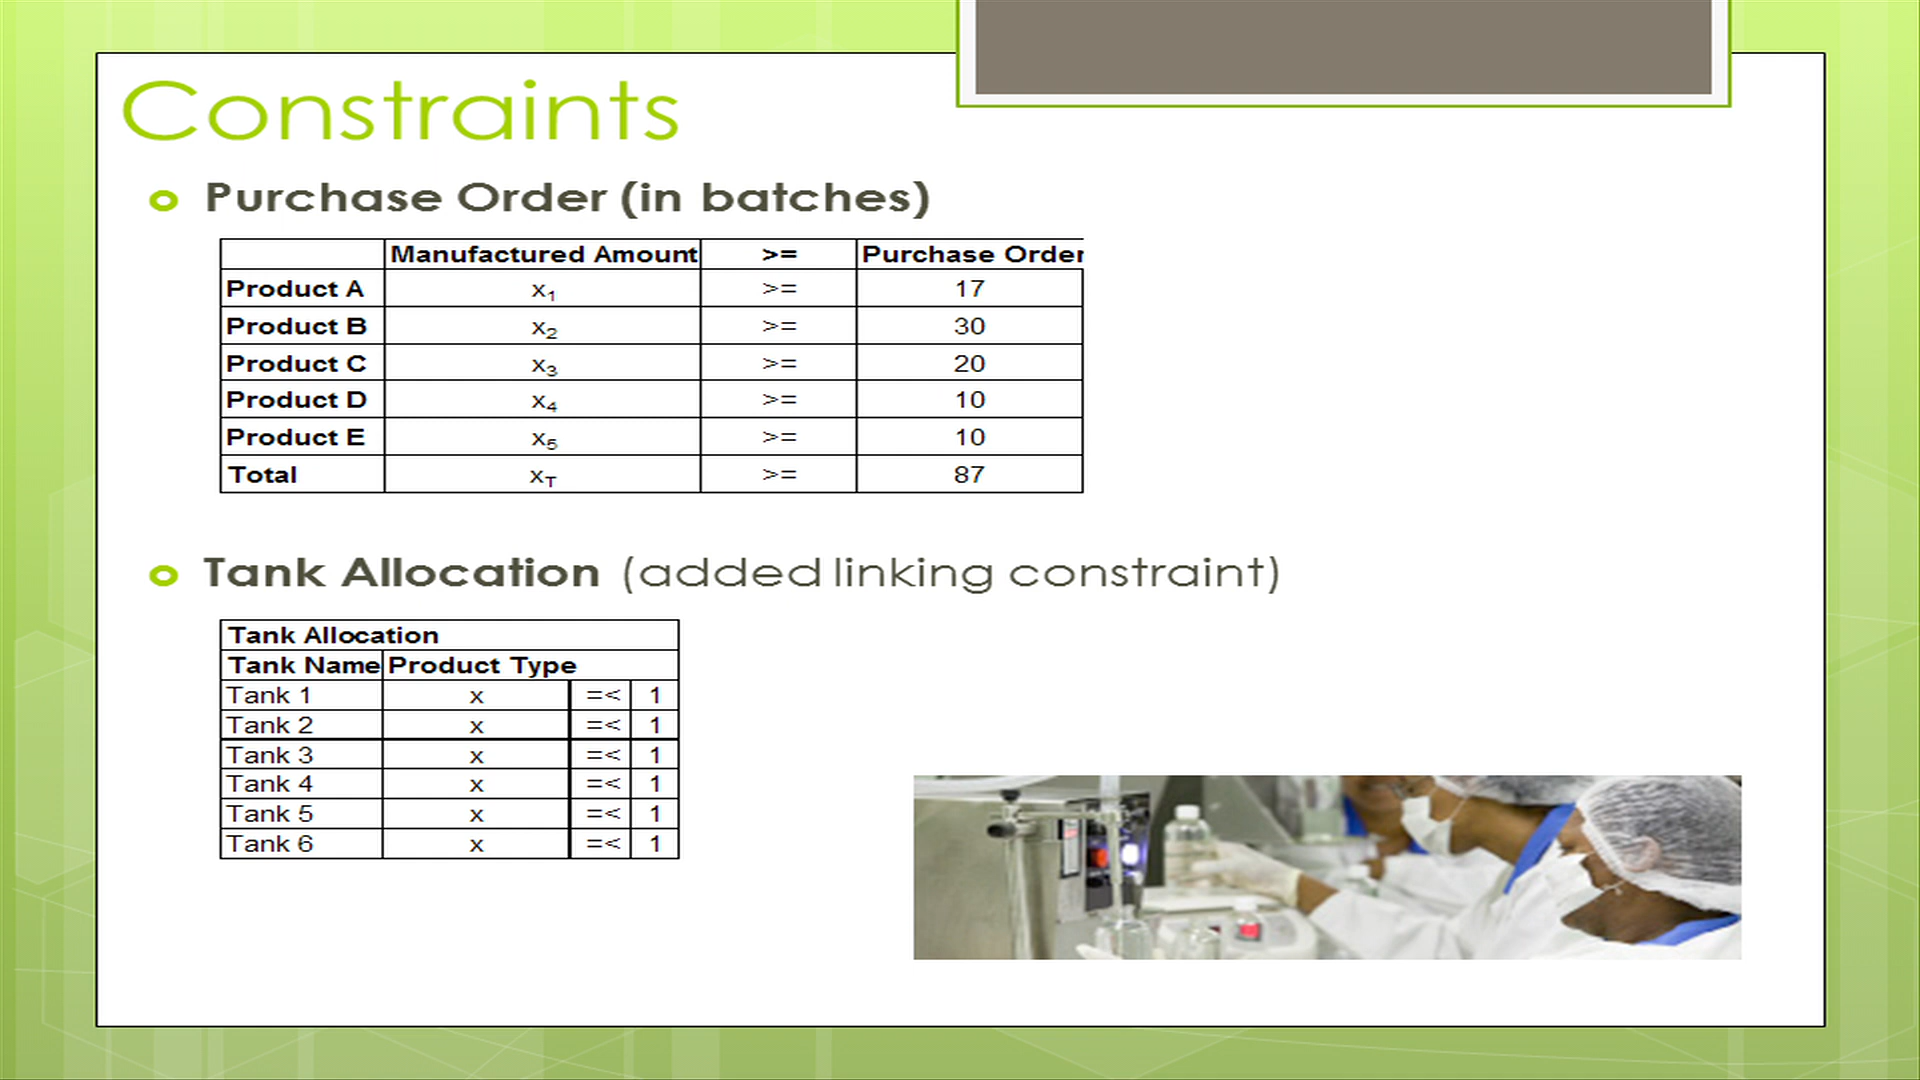 Constraints
Purchase Order (in batches)
Manufactured Amount >= Purchase Order
Product A x₁ >= 17
Product B x₂ >= 30
Product C x₃ >= 20
Product D x₄ >= 10
Product E x₅ >= 10
Total x_T >= 87
Tank Allocation (added linking constraint)
Tank Allocation
Tank Name Product Type
Tank 1 x =< 1
Tank 2 x =< 1
Tank 3 x =< 1
Tank 4 x =< 1
Tank 5 x =< 1
Tank 6 x =< 1